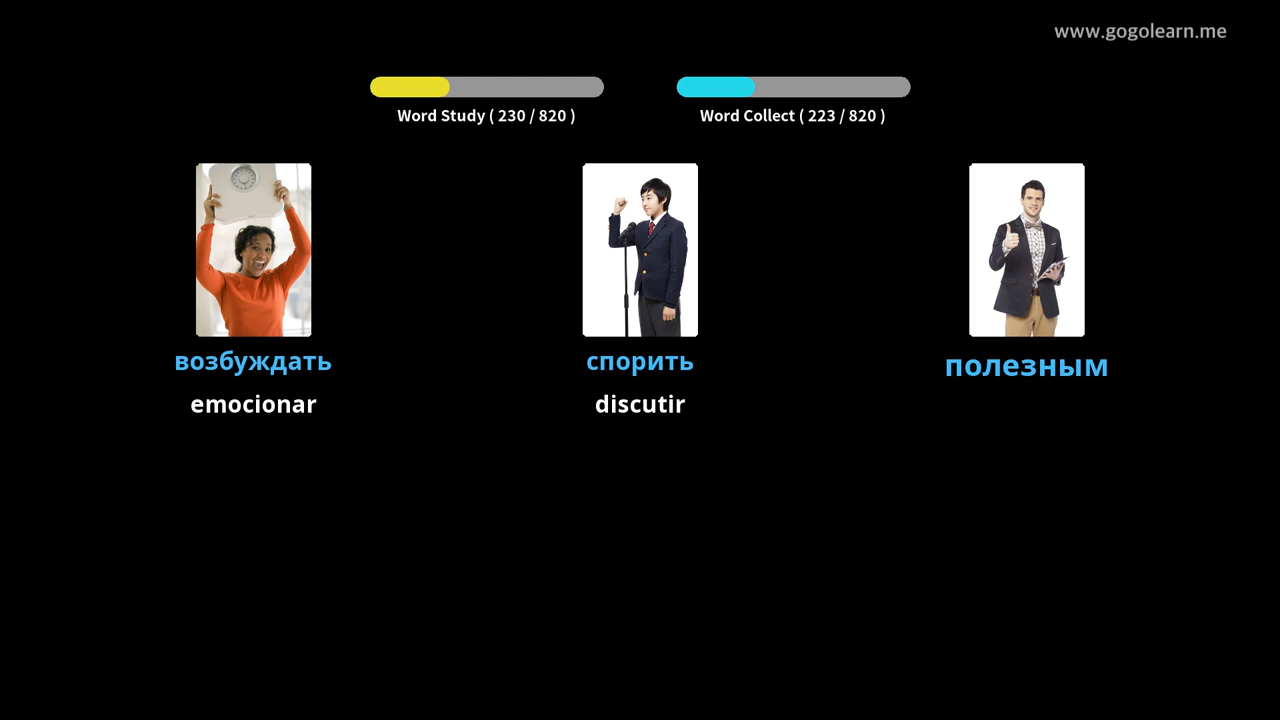 www.gogolearn.me
Word Study ( 230 / 820 )
Word Collect ( 223 / 820 )
возбуждать
спорить
полезным
emocionar
discutir